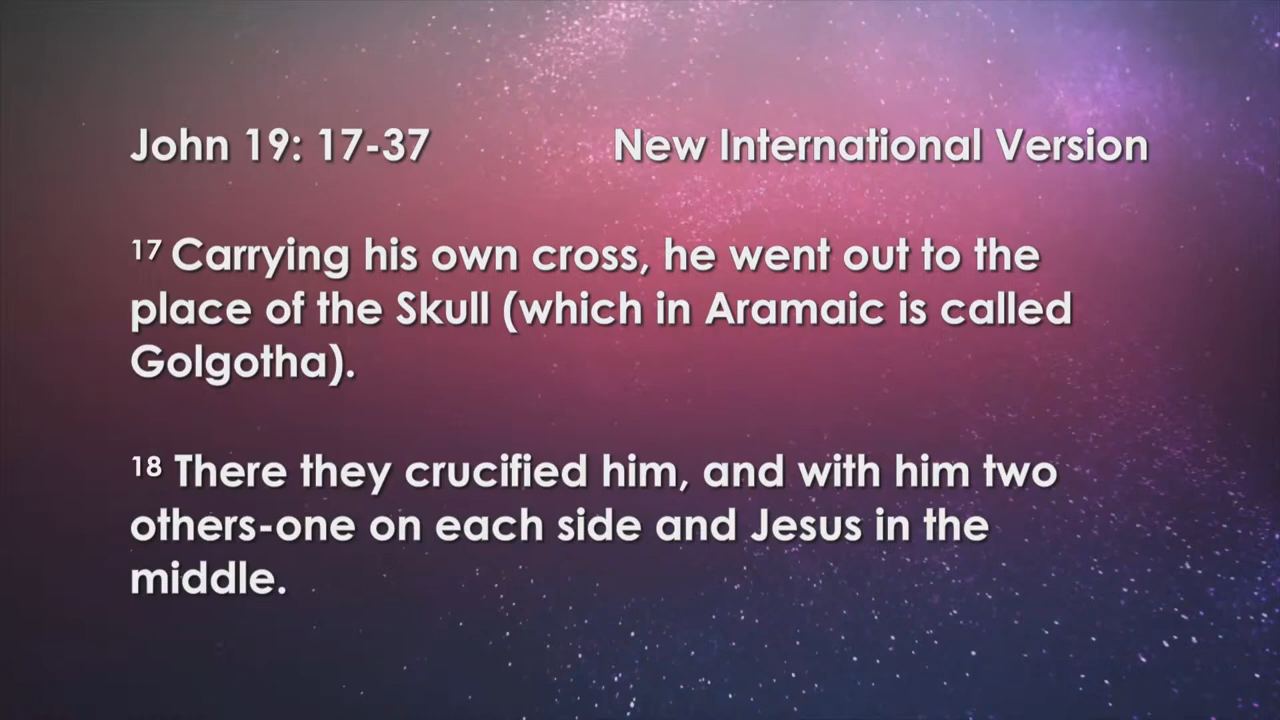 John 19: 17-37 New International Version
17 Carrying his own cross, he went out to the
place of the Skull (which in Aramaic is called
Golgotha).
18 There they crucified him, and with him two
others-one on each side and Jesus in the
middle.